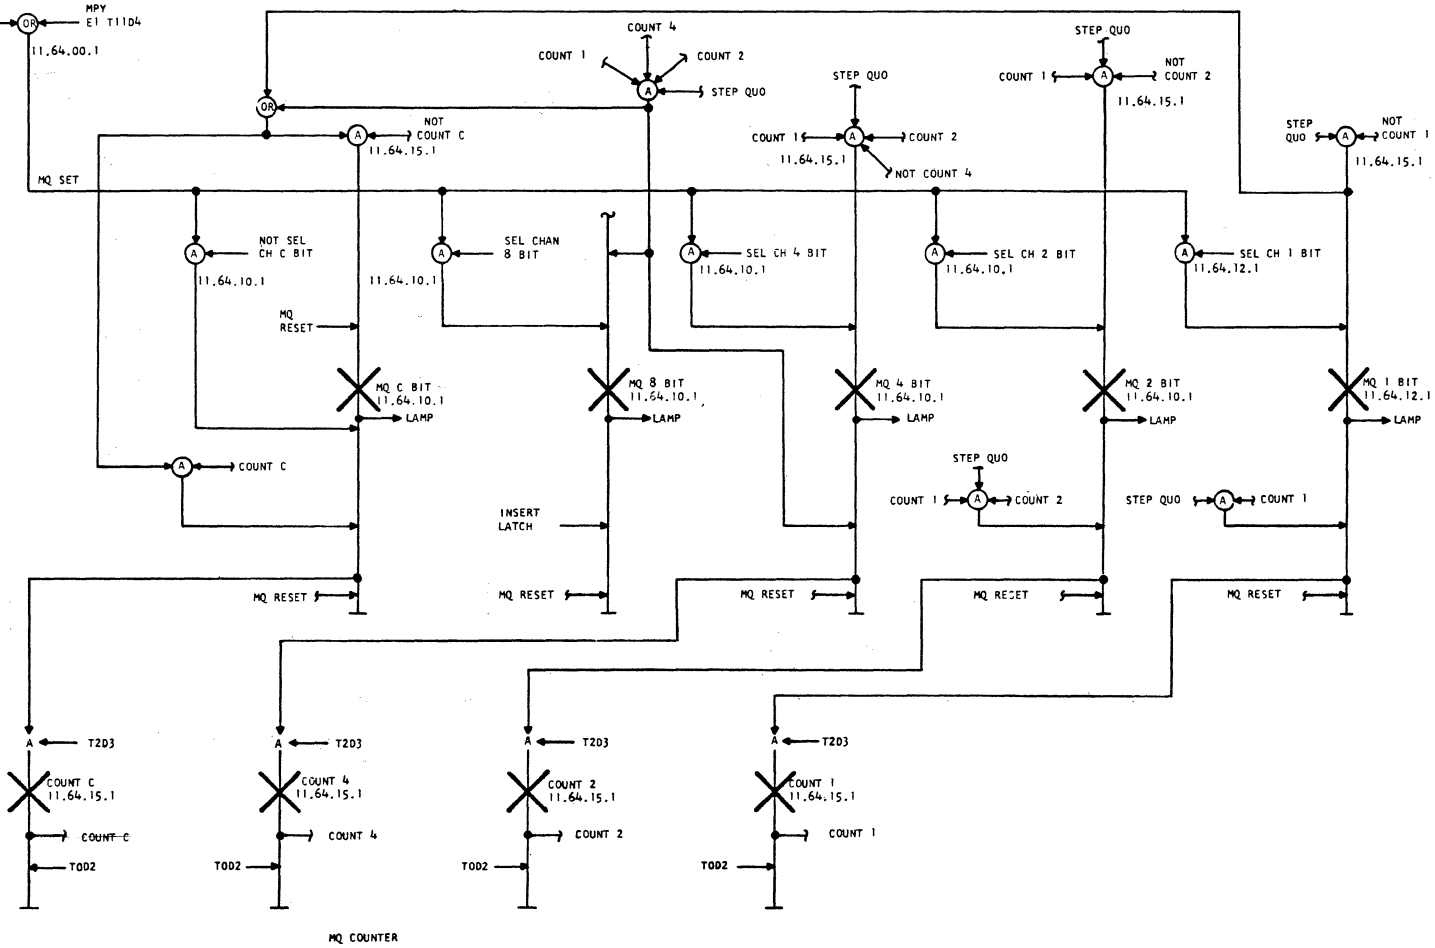 MPY
OR
E1 T11D4
11.64.00.1
COUNT 4
COUNT 1
COUNT 2
A
STEP QUO
STEP QUO
COUNT 1
A
NOT
COUNT 2
11.64.15.1
STEP QUO
COUNT 1
A
COUNT 2
11.64.15.1
NOT COUNT 4
STEP
QUO
A
NOT
COUNT 1
11.64.15.1
OR
A
NOT
COUNT C
11.64.15.1
MQ SET
A
NOT SEL
CH C BIT
11.64.10.1
A
SEL CHAN
8 BIT
11.64.10.1
A
SEL CH 4 BIT
11.64.10.1
A
SEL CH 2 BIT
11.64.10.1
A
SEL CH 1 BIT
11.64.12.1
MQ
RESET
MQ C BIT
11.64.10.1
LAMP
MQ 8 BIT
11.64.10.1
LAMP
MQ 4 BIT
11.64.10.1
LAMP
MQ 2 BIT
11.64.10.1
LAMP
MQ 1 BIT
11.64.12.1
LAMP
A
COUNT C
STEP QUO
COUNT 1
A
COUNT 2
STEP QUO
A
COUNT 1
INSERT
LATCH
MQ RESET
MQ RESET
MQ RESET
MQ RESET
MQ RESET
A
T2D3
A
T2D3
A
T2D3
A
T2D3
COUNT C
11.64.15.1
COUNT 4
11.64.15.1
COUNT 2
11.64.15.1
COUNT 1
11.64.15.1
COUNT C
COUNT 4
COUNT 2
COUNT 1
TOD2
TOD2
TOD2
TOD2
MQ COUNTER